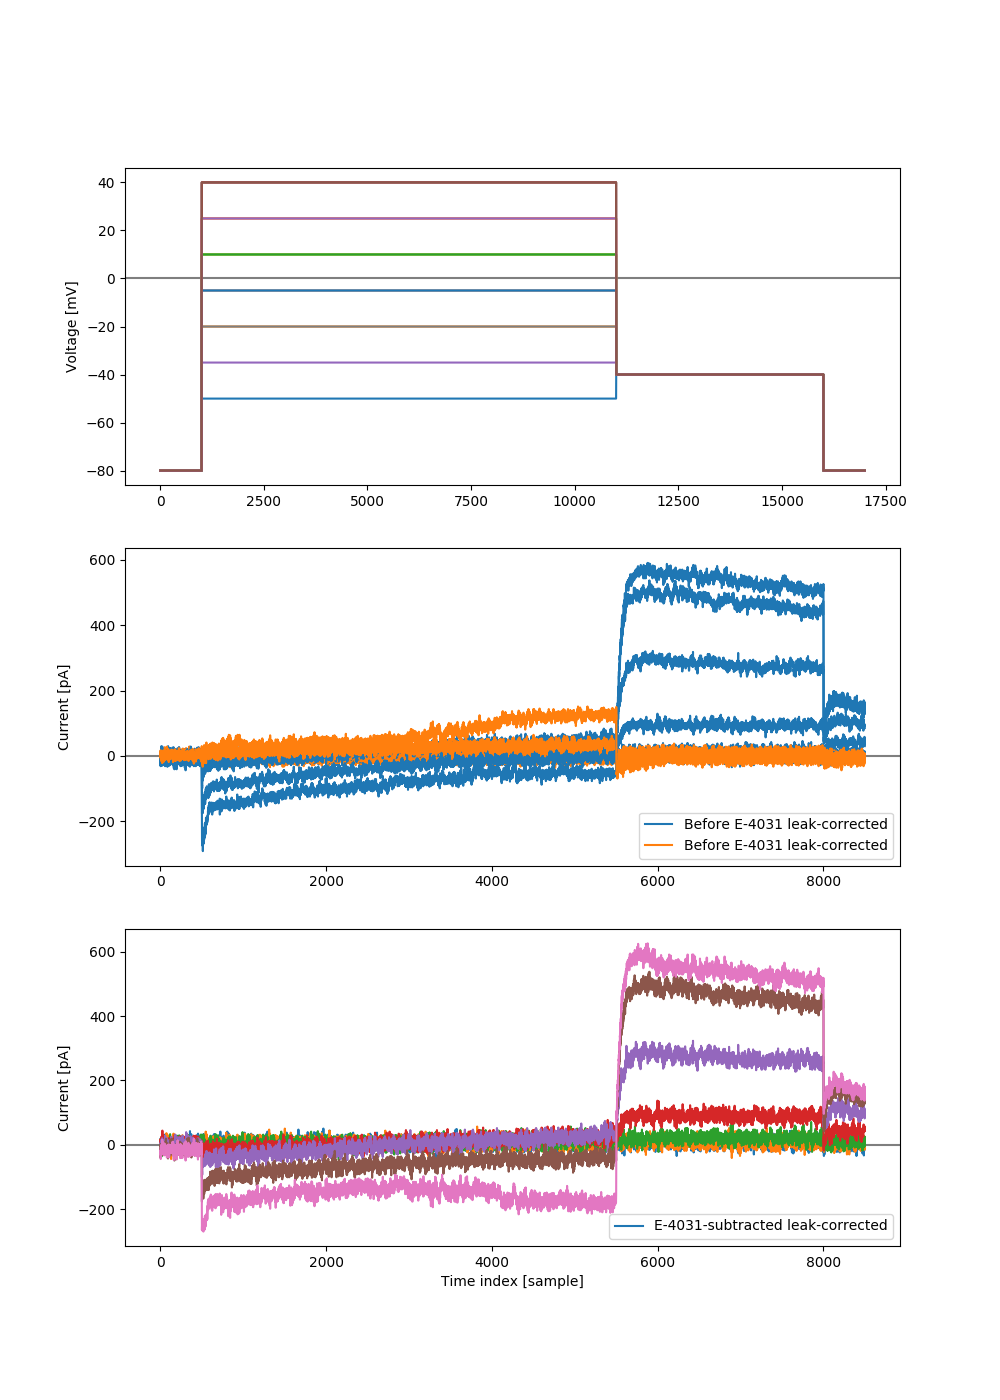 40
20
0
−20
−40
−60
−80
Voltage [mV]
0 2500 5000 7500 10000 12500 15000 17500
600
400
200
0
−200
Current [pA]
Before E-4031 leak-corrected
Before E-4031 leak-corrected
0 2000 4000 6000 8000
600
400
200
0
−200
Current [pA]
E-4031-subtracted leak-corrected
0 2000 4000 6000 8000
Time index [sample]